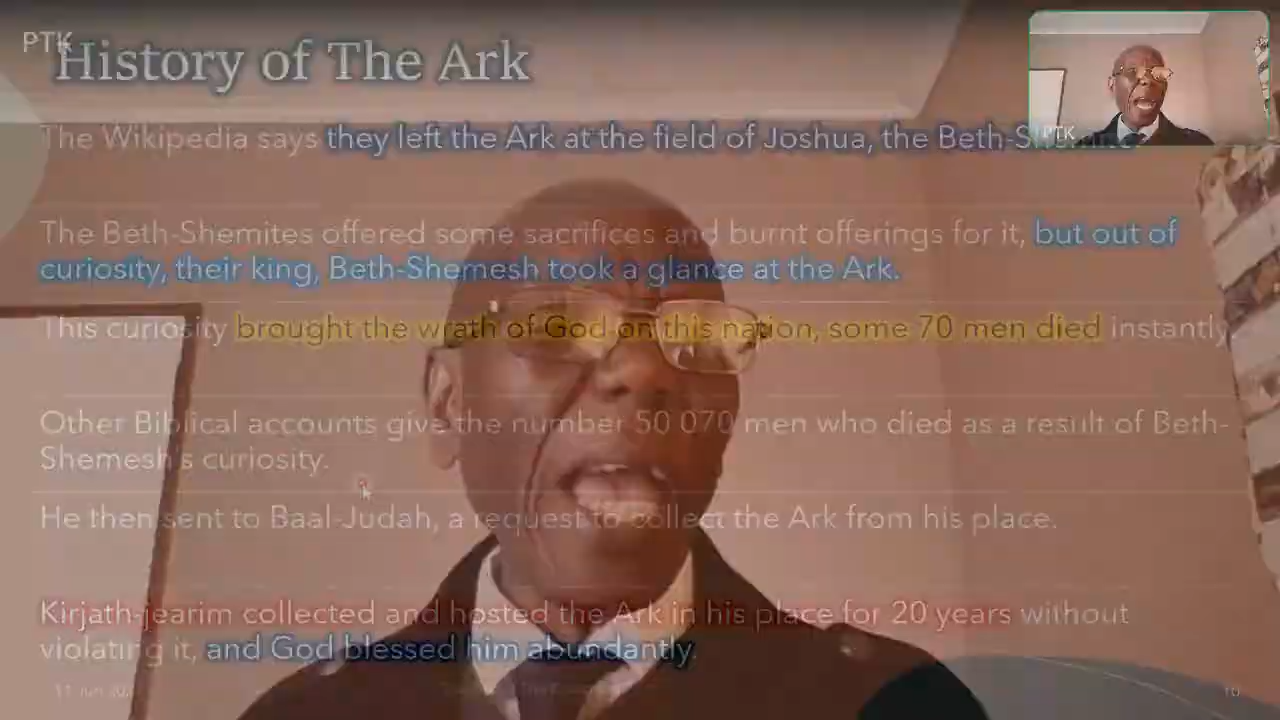 PTK
History of The Ark
PTK
The Wikipedia says they left the Ark at the field of Joshua, the
The Beth-Shemites offered some sacrifices and burnt offerings for it, but out of
curiosity, their king, Beth-Shemesh took a glance at the Ark.
This curiosity brought the wrath of God on this nation, some 70 men died instantly.
Other Biblical accounts give the number 50 070 men who died as a result of Beth-
Shemesh's curiosity.
He then sent to Baal-Judah, a request to collect the Ark from his place.
Kirjath-jearim collected and hosted the Ark in his place for 20 years without
violating it, and God blessed him abundantly.
10